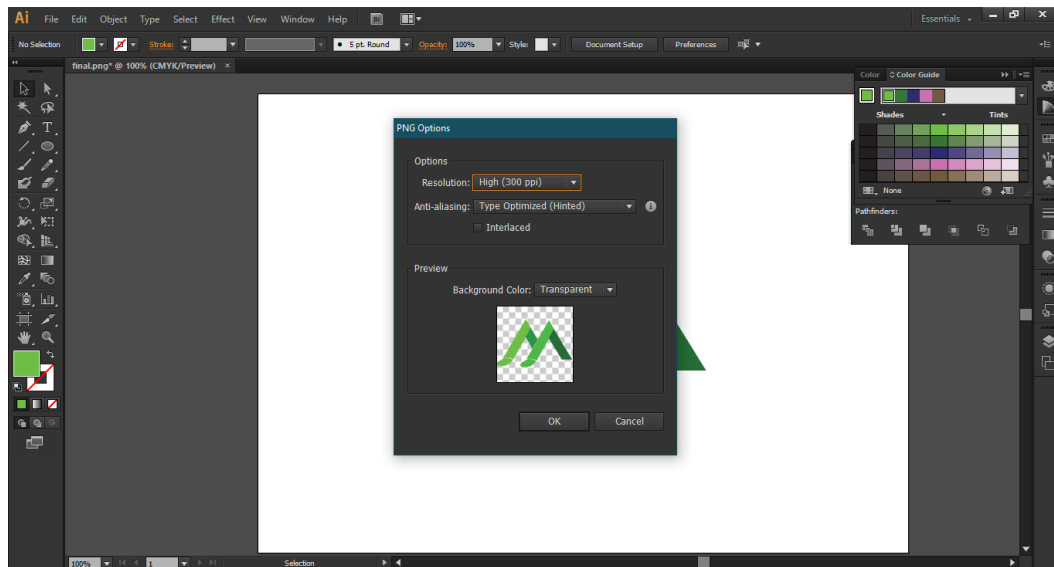 Ai File Edit Object Type Select Effect View Window Help Br Essentials
No Selection Stroke: 5 pt. Round Opacity: 100% Style: Document Setup Preferences
final.png* @ 100% (CMYK/Preview) ×
Color Color Guide
Shades Tints
None
Pathfinders:
PNG Options
Options
Resolution: High (300 ppi)
Anti-aliasing: Type Optimized (Hinted)
Interlaced
Preview
Background Color: Transparent
OK Cancel
100% 1 Selection